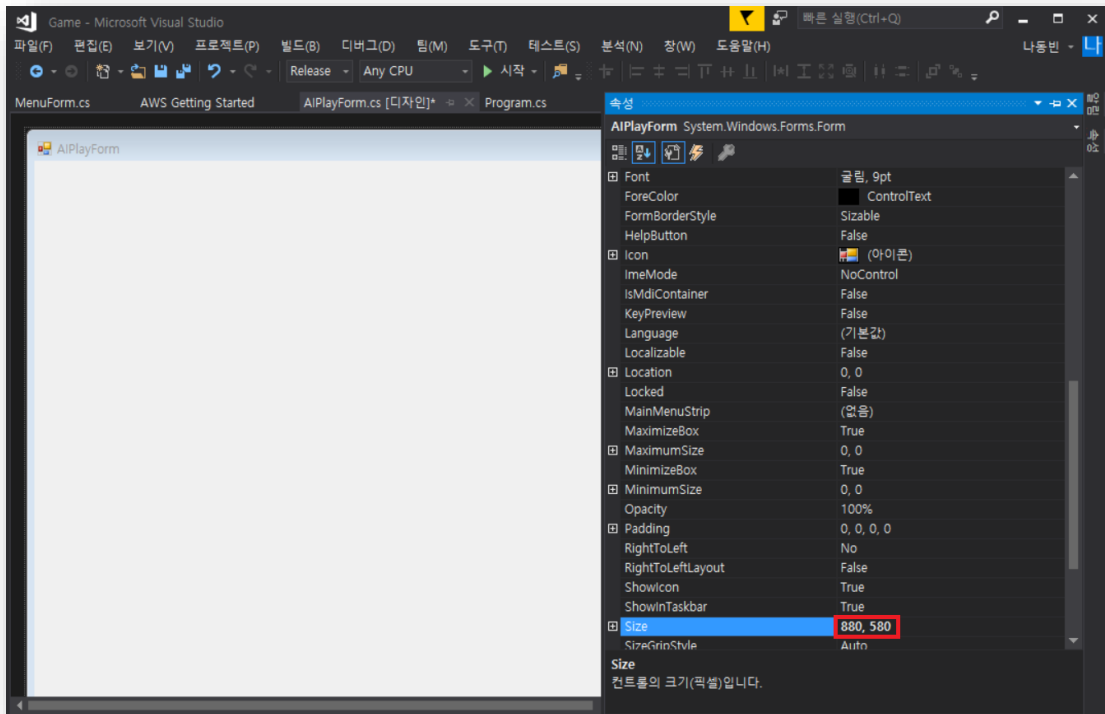 Game - Microsoft Visual Studio
빠른 실행(Ctrl+Q)
파일(F) 편집(E) 보기(V) 프로젝트(P) 빌드(B) 디버그(D) 팀(M) 도구(T) 테스트(S) 분석(N) 창(W) 도움말(H)
나동빈
나
Release Any CPU 시작
MenuForm.cs AWS Getting Started AIPlayForm.cs [디자인]* Program.cs
AIPlayForm
속성
AIPlayForm System.Windows.Forms.Form
Font 굴림, 9pt
ForeColor ControlText
FormBorderStyle Sizable
HelpButton False
Icon (아이콘)
ImeMode NoControl
IsMdiContainer False
KeyPreview False
Language (기본값)
Localizable False
Location 0, 0
Locked False
MainMenuStrip (없음)
MaximizeBox True
MaximumSize 0, 0
MinimizeBox True
MinimumSize 0, 0
Opacity 100%
Padding 0, 0, 0, 0
RightToLeft No
RightToLeftLayout False
ShowIcon True
ShowInTaskbar True
Size 880, 580
SizeGripStyle Auto
Size
컨트롤의 크기(픽셀)입니다.
속성